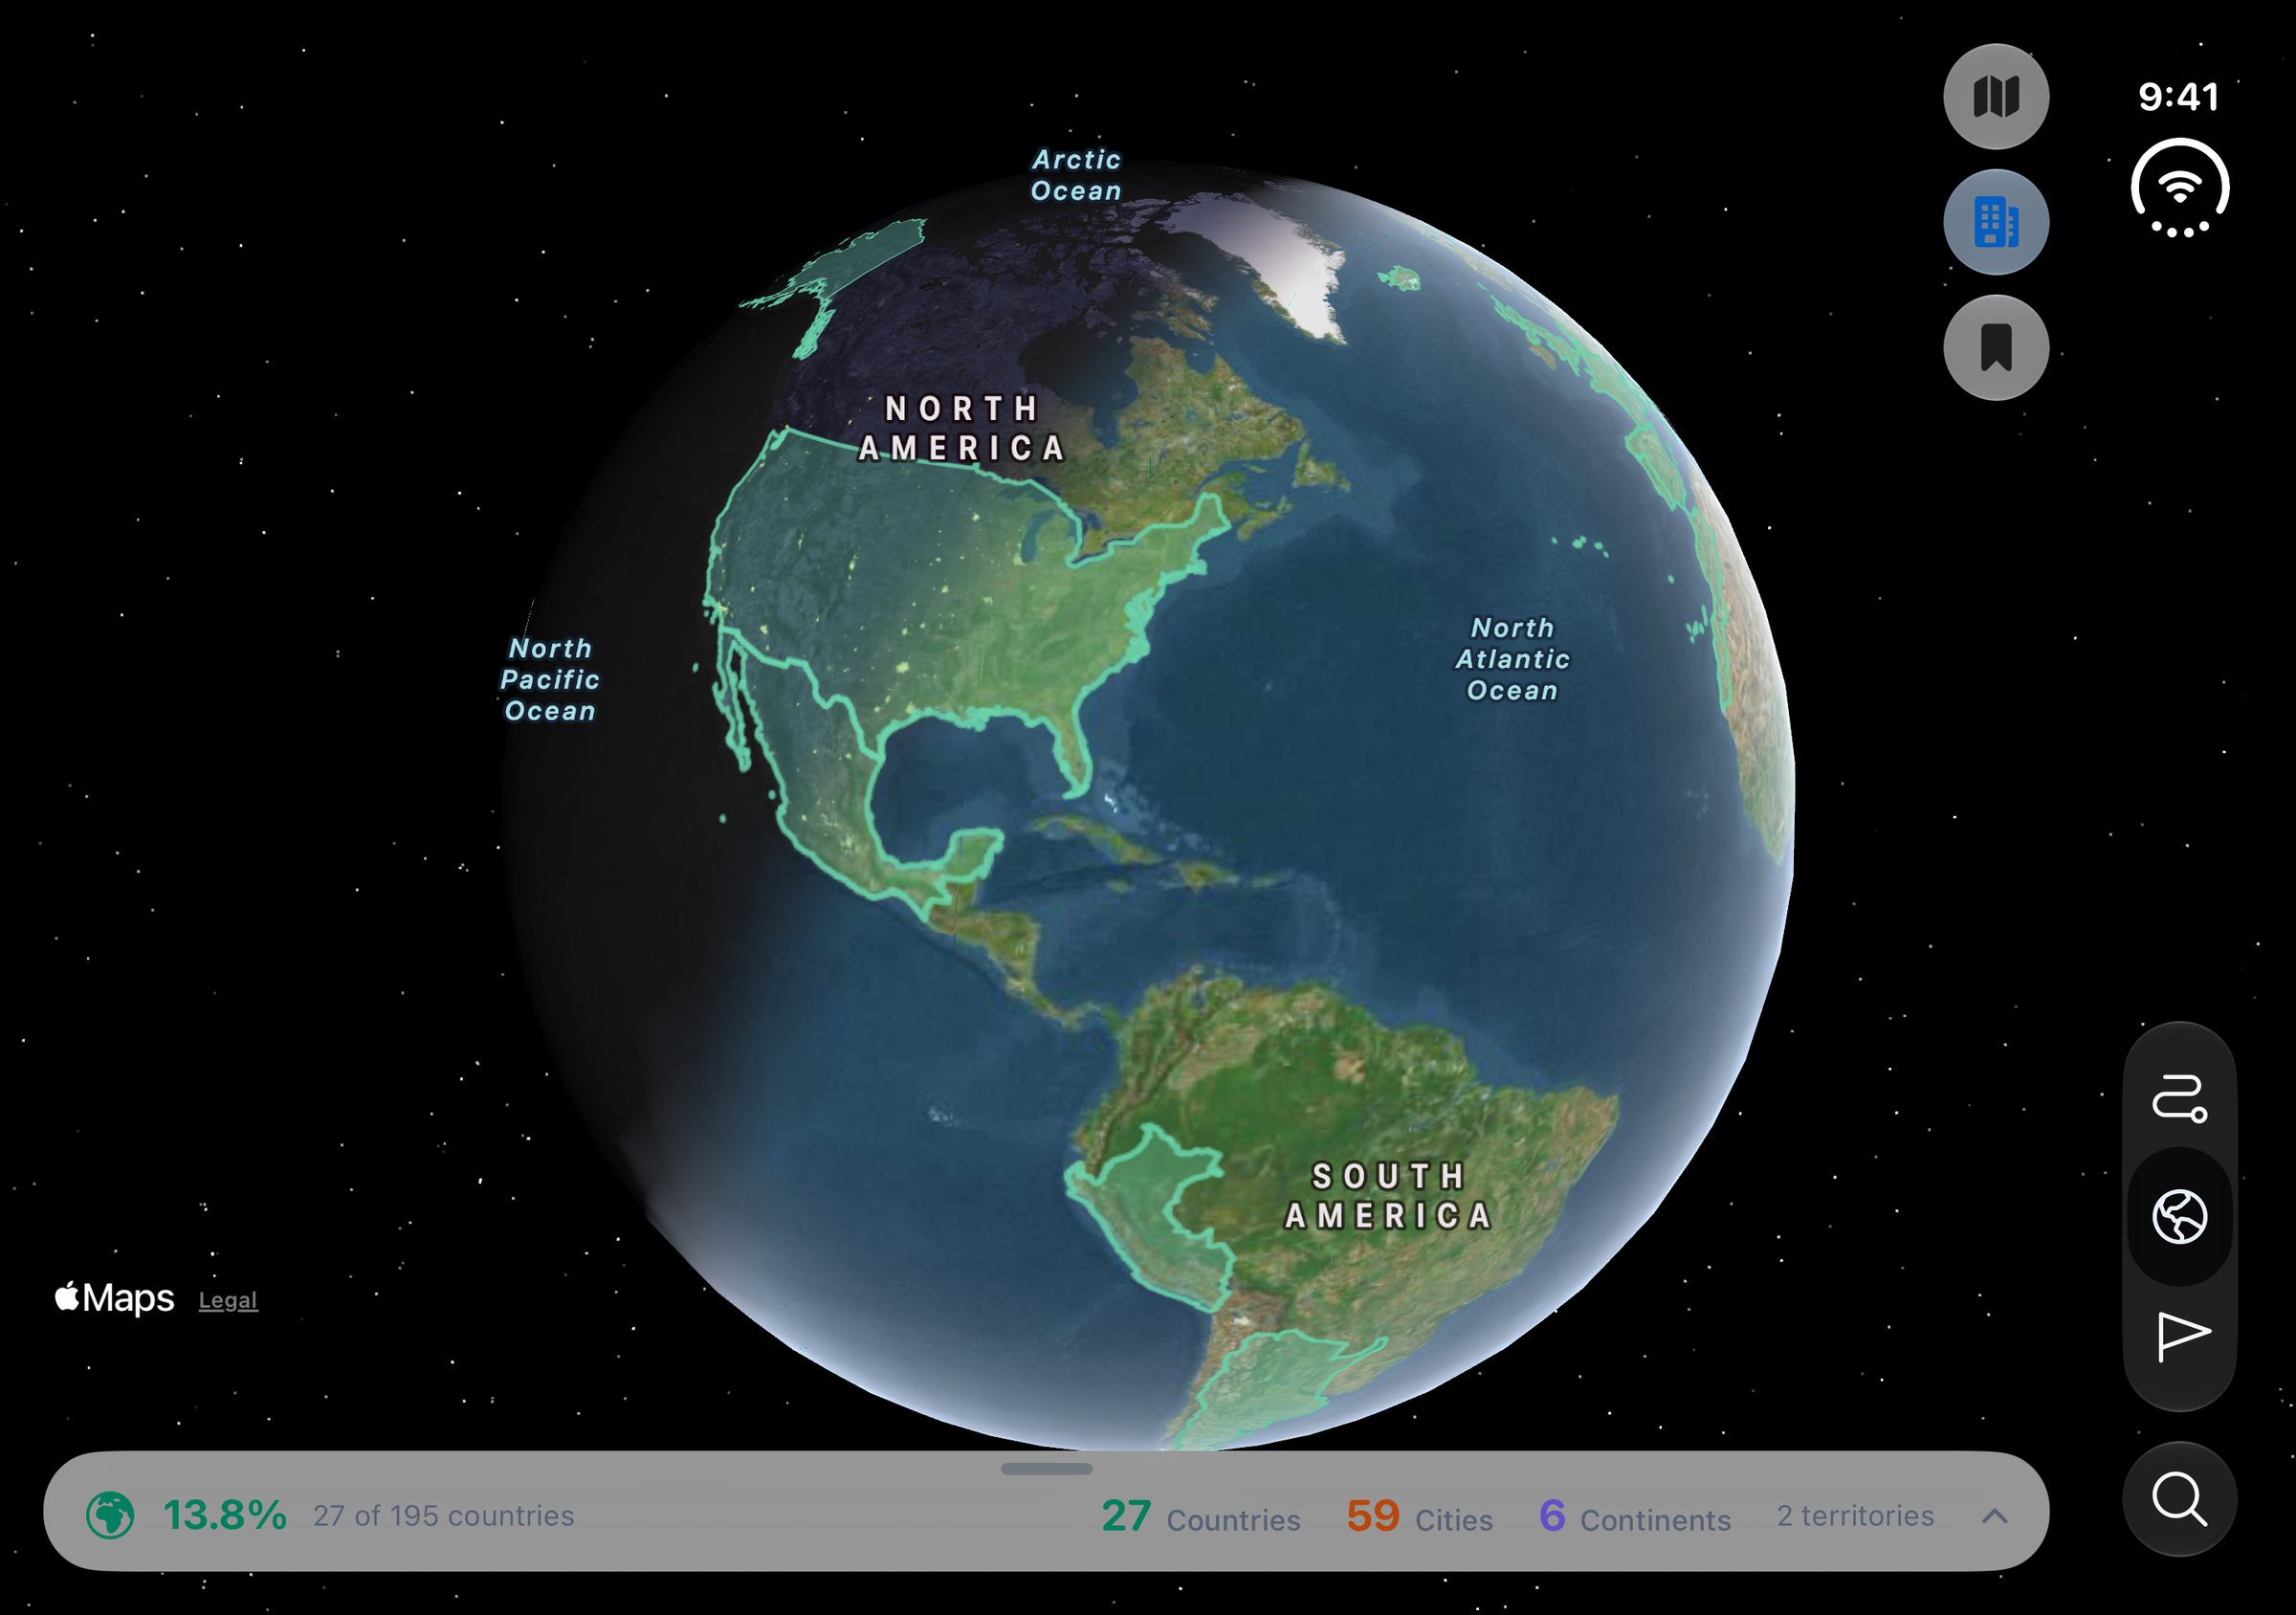 9:41
Arctic
Ocean
NORTH
AMERICA
North
Pacific
Ocean
North
Atlantic
Ocean
SOUTH
AMERICA
Maps Legal
13.8% 27 of 195 countries 27 Countries 59 Cities 6 Continents 2 territories